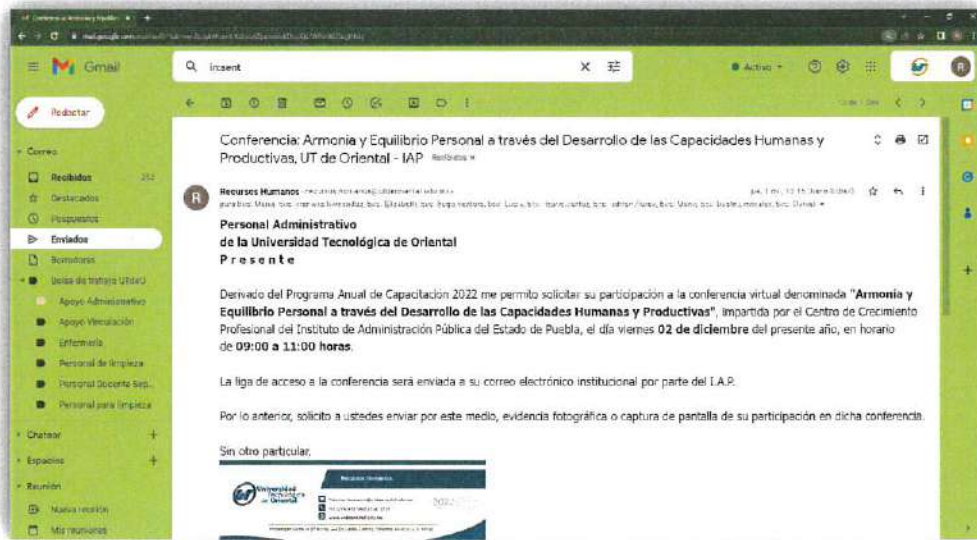 Gmail
in:sent
Activo
Redactar
Correo
Recibidos
Destacados
Pospuestos
Enviados
Borradores
Bolsa de trabajo UTdeO
Apoyo Administrativo
Apoyo Vinculación
Enfermería
Personal de limpieza
Personal Docente Sep...
Personal para limpieza
Chatear
Espacios
Reunión
Nueva reunión
Mis reuniones
Conferencia: Armonía y Equilibrio Personal a través del Desarrollo de las Capacidades Humanas y
Productivas, UT de Oriental - IAP Recibidos
R
Recursos Humanos
Personal Administrativo
de la Universidad Tecnológica de Oriental
P r e s e n t e
Derivado del Programa Anual de Capacitación 2022 me permito solicitar su participación a la conferencia virtual denominada "Armonía y
Equilibrio Personal a través del Desarrollo de las Capacidades Humanas y Productivas", impartida por el Centro de Crecimiento
Profesional del Instituto de Administración Pública del Estado de Puebla, el día viernes 02 de diciembre del presente año, en horario
de 09:00 a 11:00 horas.
La liga de acceso a la conferencia será enviada a su correo electrónico institucional por parte del I.A.P.
Por lo anterior, solicito a ustedes enviar por este medio, evidencia fotográfica o captura de pantalla de su participación en dicha conferencia.
Sin otro particular,
Universidad
Tecnológica
de Oriental
Recursos Humanos